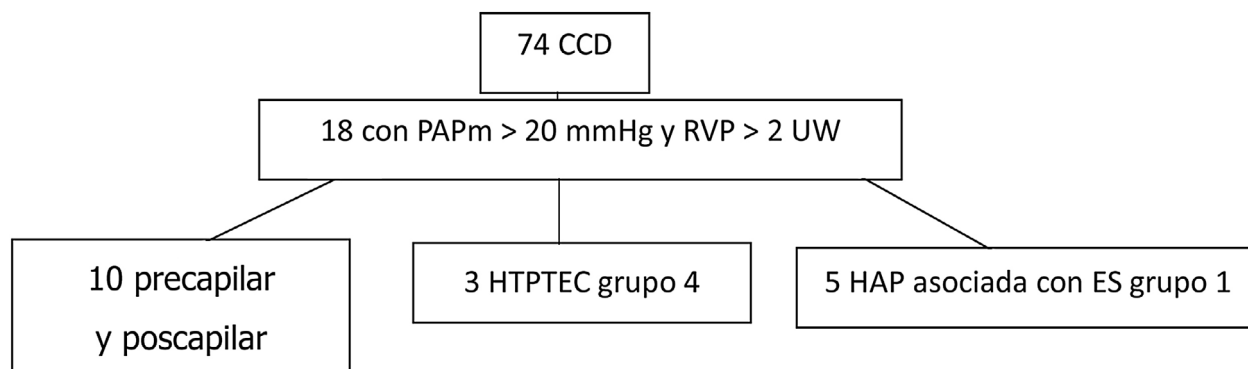 74 CCD
18 con PAPm > 20 mmHg y RVP > 2 UW
10 precapilar
y poscapilar
3 HTPTEC grupo 4
5 HAP asociada con ES grupo 1